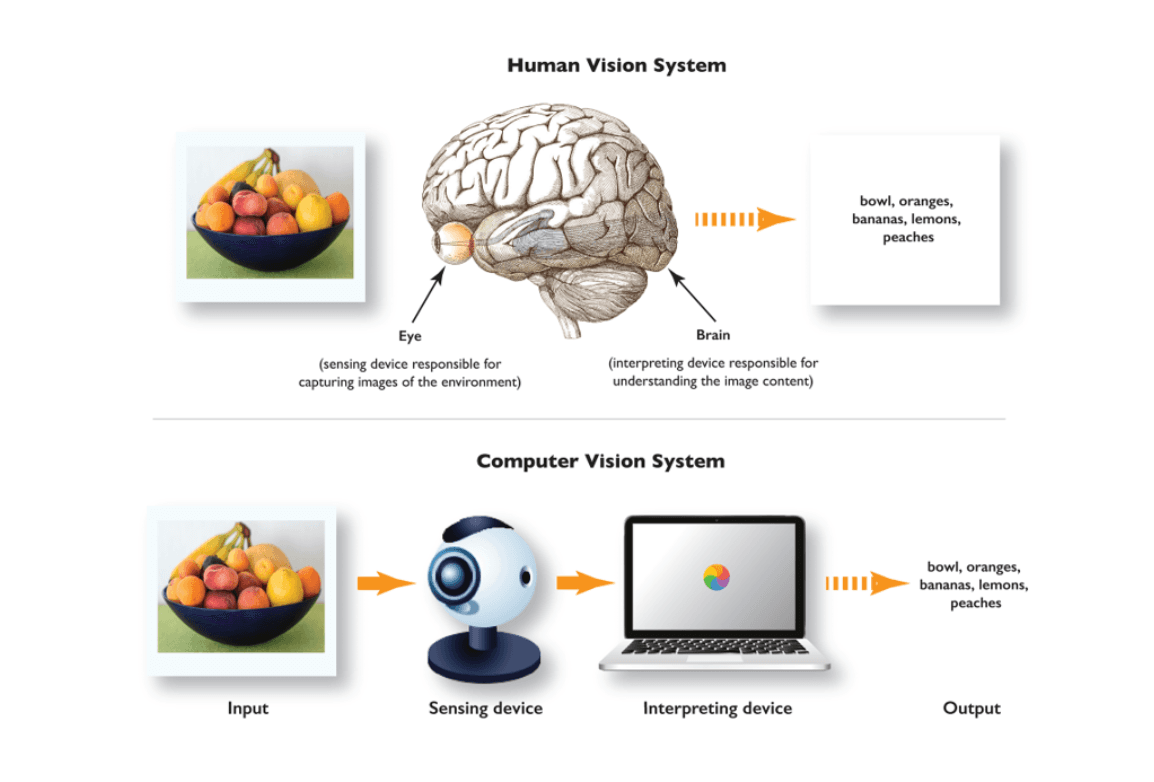 Human Vision System
bowl, oranges,
bananas, lemons,
peaches
Eye
(sensing device responsible for
capturing images of the environment)
Brain
(interpreting device responsible for
understanding the image content)
Computer Vision System
bowl, oranges,
bananas, lemons,
peaches
Input
Sensing device
Interpreting device
Output